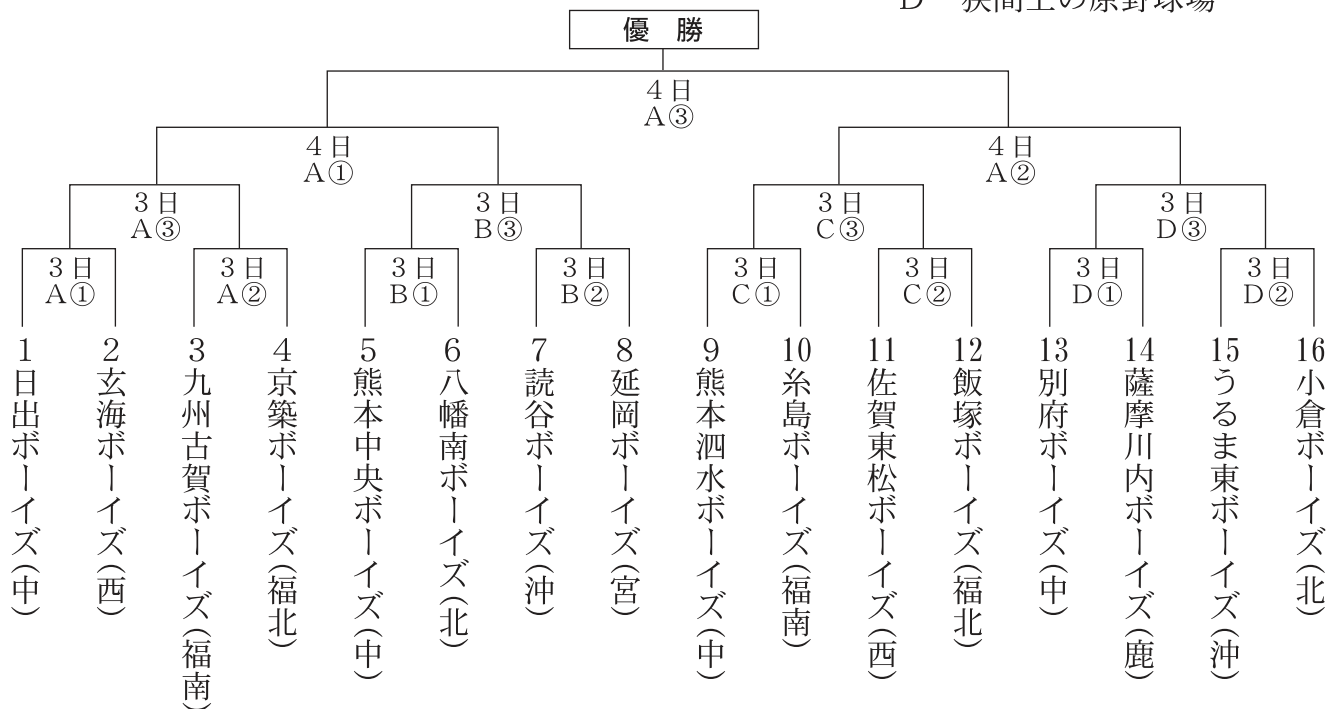 D 狭間上の原野球場
優 勝
4日
A③
4日
A①
4日
A②
3日
A③
3日
B③
3日
C③
3日
D③
3日
A①
3日
A②
3日
B①
3日
B②
3日
C①
3日
C②
3日
D①
3日
D②
1 日出ボーイズ(中)
2 玄海ボーイズ(西)
3 九州古賀ボーイズ(福南)
4 京築ボーイズ(福北)
5 熊本中央ボーイズ(中)
6 八幡南ボーイズ(北)
7 読谷ボーイズ(沖)
8 延岡ボーイズ(宮)
9 熊本泗水ボーイズ(中)
10 糸島ボーイズ(福南)
11 佐賀東松ボーイズ(西)
12 飯塚ボーイズ(福北)
13 別府ボーイズ(中)
14 薩摩川内ボーイズ(鹿)
15 うるま東ボーイズ(沖)
16 小倉ボーイズ(北)